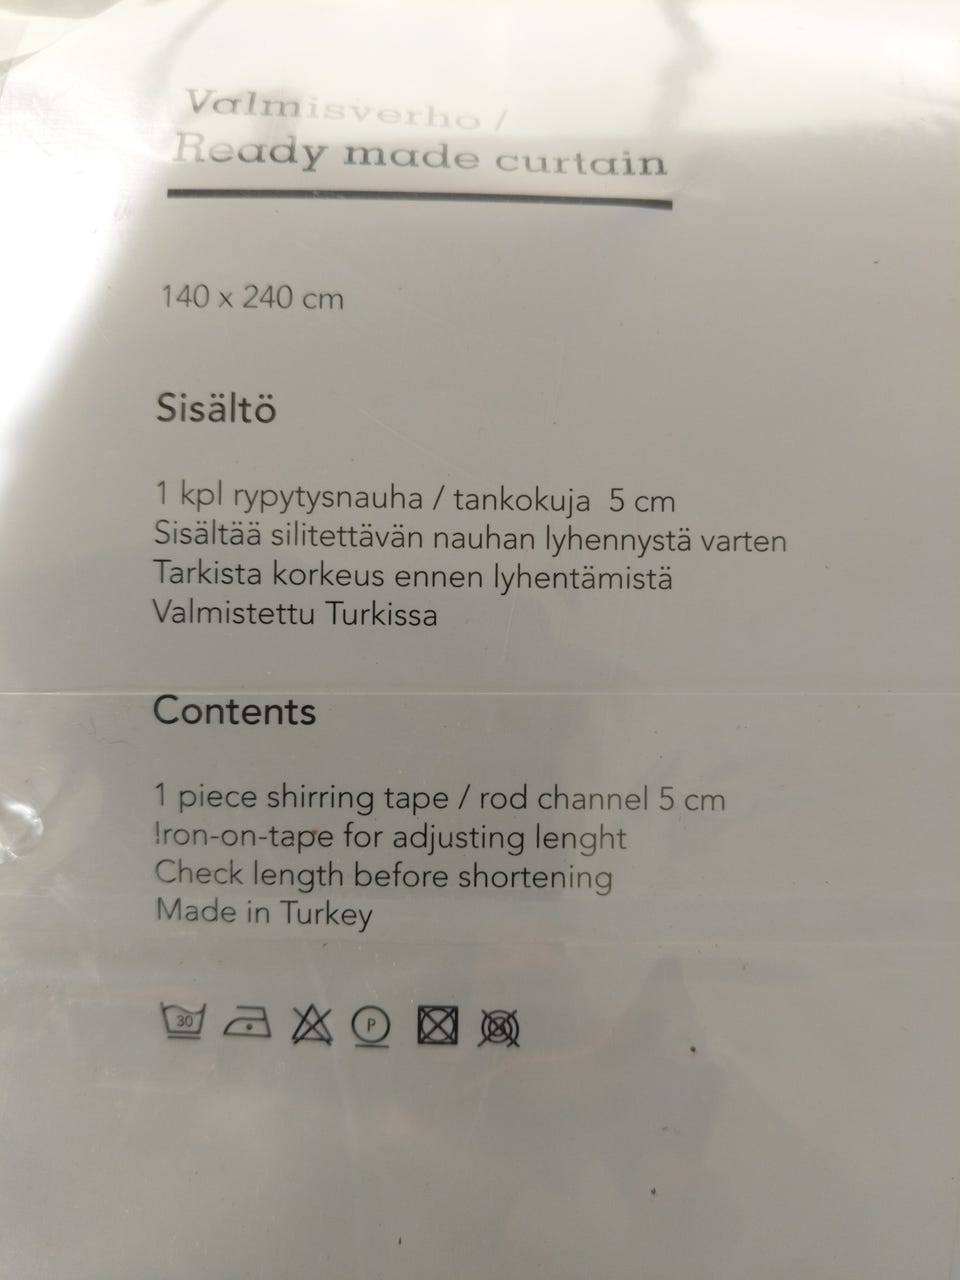 Valmisverho /
Ready made curtain
140 x 240 cm
Sisältö
1 kpl rypytysnauha / tankokuja 5 cm
Sisältää silitettävän nauhan lyhennystä varten
Tarkista korkeus ennen lyhentämistä
Valmistettu Turkissa
Contents
1 piece shirring tape / rod channel 5 cm
Iron-on-tape for adjusting lenght
Check length before shortening
Made in Turkey
30 P